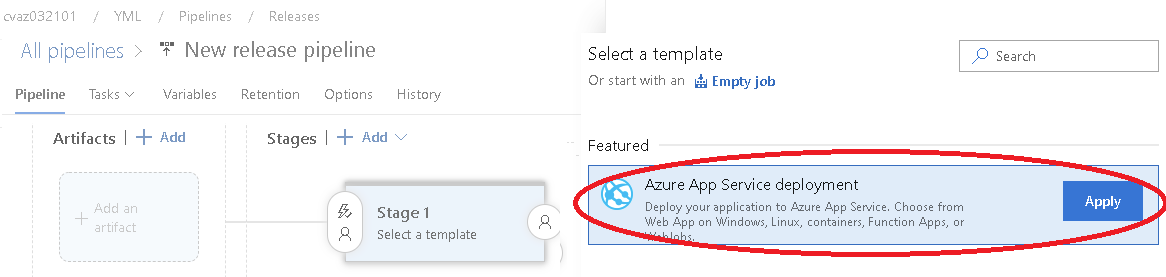 cvaz032101 / YML / Pipelines / Releases
All pipelines > New release pipeline
Pipeline Tasks Variables Retention Options History
Artifacts | + Add
Stages | + Add
+ Add an
artifact
Stage 1
Select a template
Select a template
Search
Or start with an Empty job
Featured
Azure App Service deployment
Deploy your application to Azure App Service. Choose from
Web App on Windows, Linux, containers, Function Apps, or
WebJobs.
Apply